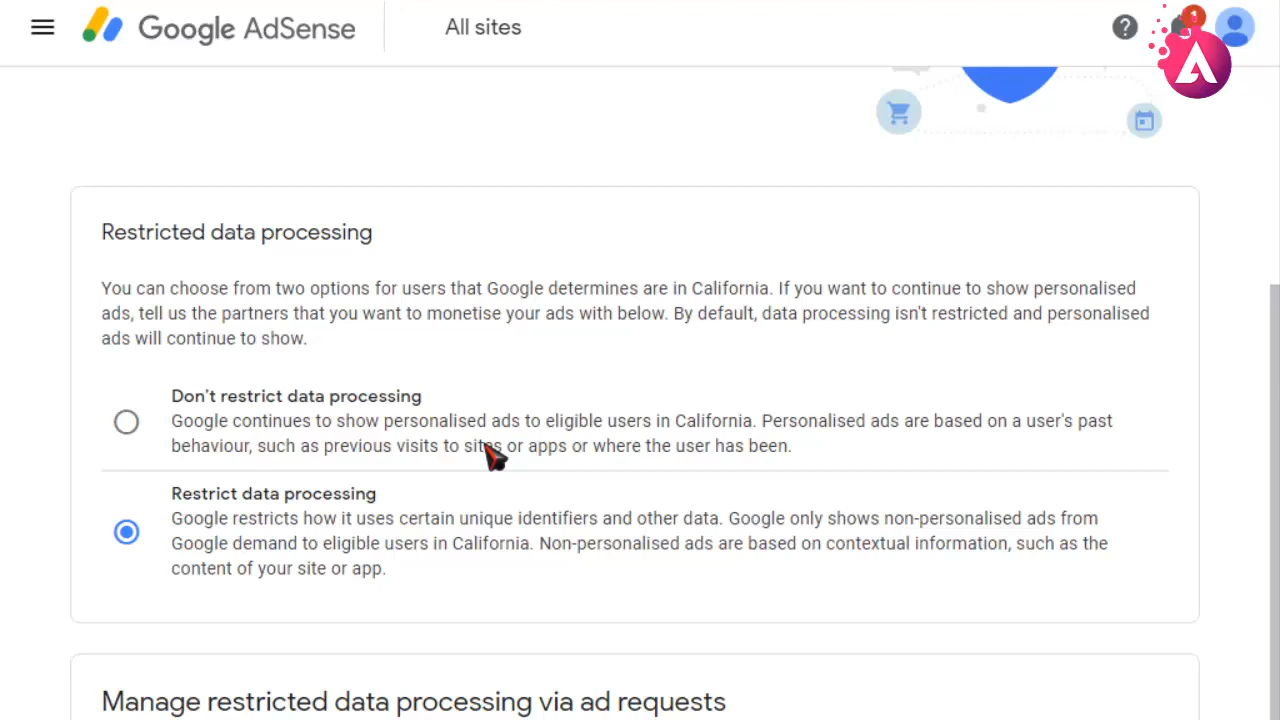 Google AdSense
All sites
1
Restricted data processing
You can choose from two options for users that Google determines are in California. If you want to continue to show personalised
ads, tell us the partners that you want to monetise your ads with below. By default, data processing isn't restricted and personalised
ads will continue to show.
Don't restrict data processing
Google continues to show personalised ads to eligible users in California. Personalised ads are based on a user's past
behaviour, such as previous visits to sites or apps or where the user has been.
Restrict data processing
Google restricts how it uses certain unique identifiers and other data. Google only shows non-personalised ads from
Google demand to eligible users in California. Non-personalised ads are based on contextual information, such as the
content of your site or app.
Manage restricted data processing via ad requests